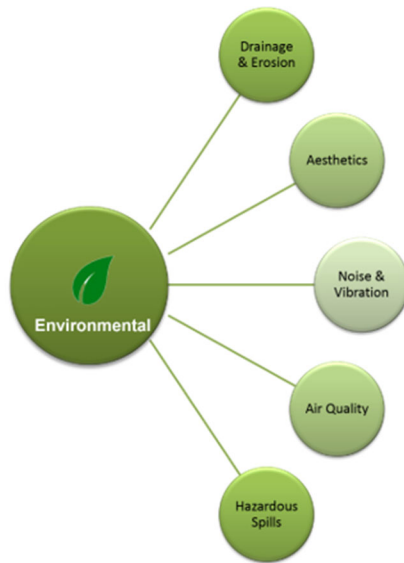 Drainage
& Erosion
Aesthetics
Noise &
Vibration
Environmental
Air Quality
Hazardous
Spills